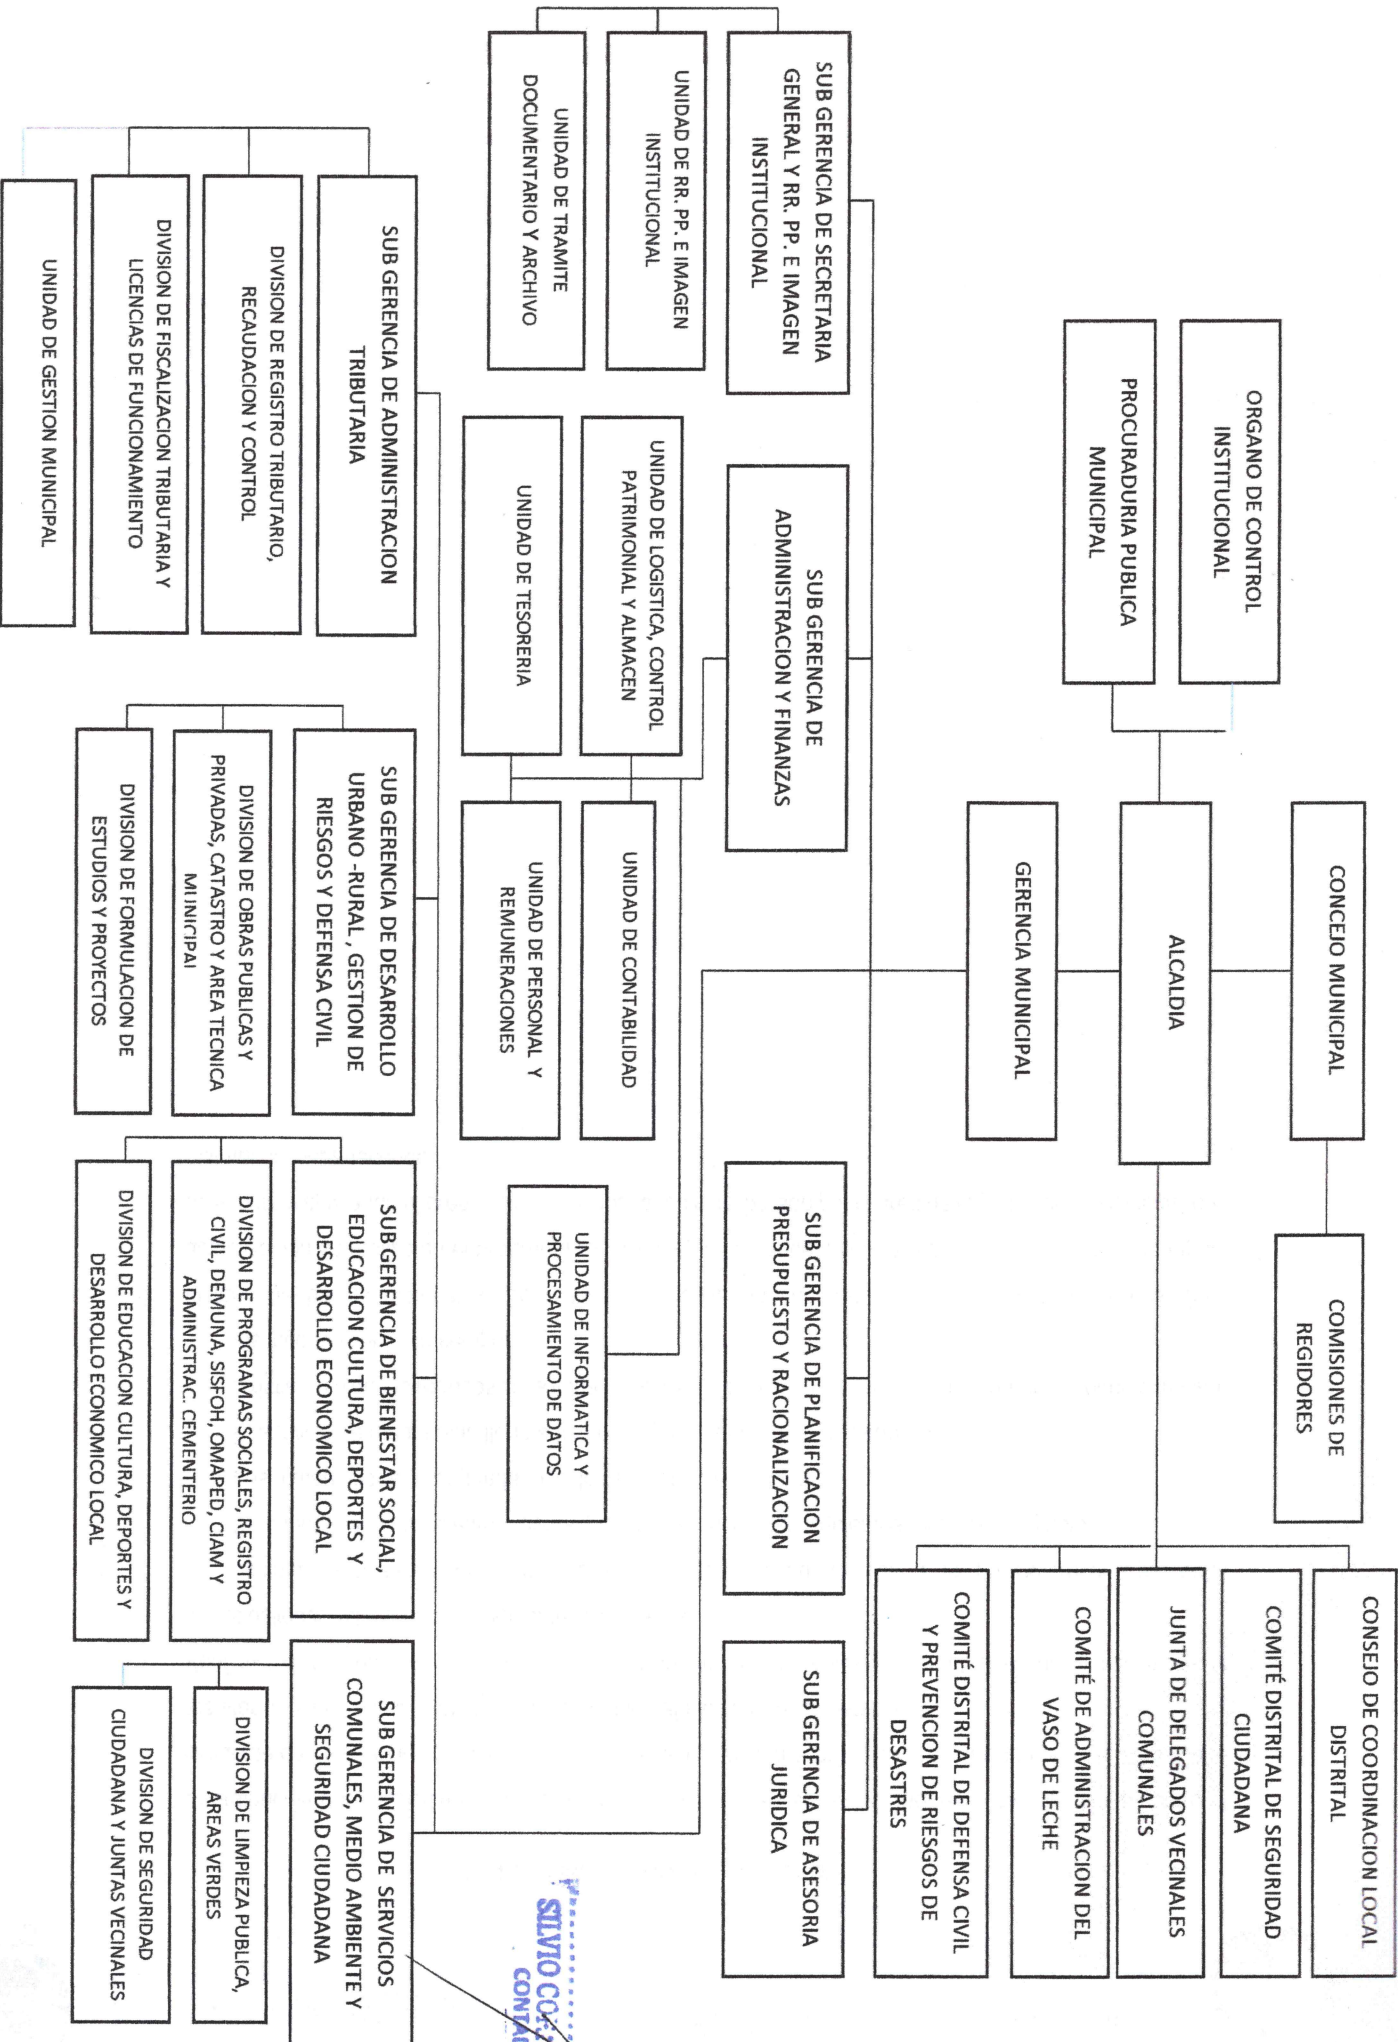 CONCEJO MUNICIPAL
COMISIONES DE
REGIDORES
CONSEJO DE COORDINACION LOCAL
DISTRITAL
ORGANO DE CONTROL
INSTITUCIONAL
ALCALDIA
COMITÉ DISTRITAL DE SEGURIDAD
CIUDADANA
PROCURADURIA PUBLICA
MUNICIPAL
JUNTA DE DELEGADOS VECINALES
COMUNALES
GERENCIA MUNICIPAL
COMITÉ DE ADMINISTRACION DEL
VASO DE LECHE
COMITÉ DISTRITAL DE DEFENSA CIVIL
Y PREVENCION DE RIESGOS DE
DESASTRES
SUB GERENCIA DE SECRETARIA
GENERAL Y RR. PP. E IMAGEN
INSTITUCIONAL
SUB GERENCIA DE
ADMINISTRACION Y FINANZAS
SUB GERENCIA DE PLANIFICACION
PRESUPUESTO Y RACIONALIZACION
SUB GERENCIA DE ASESORIA
JURIDICA
UNIDAD DE RR. PP. E IMAGEN
INSTITUCIONAL
UNIDAD DE LOGISTICA, CONTROL
PATRIMONIAL Y ALMACEN
UNIDAD DE CONTABILIDAD
UNIDAD DE INFORMATICA Y
PROCESAMIENTO DE DATOS
UNIDAD DE TRAMITE
DOCUMENTARIO Y ARCHIVO
UNIDAD DE TESORERIA
UNIDAD DE PERSONAL Y
REMUNERACIONES
SILVIO
SUB GERENCIA DE ADMINISTRACION
TRIBUTARIA
SUB GERENCIA DE DESARROLLO
URBANO -RURAL , GESTION DE
RIESGOS Y DEFENSA CIVIL
SUB GERENCIA DE BIENESTAR SOCIAL,
EDUCACION CULTURA, DEPORTES Y
DESARROLLO ECONOMICO LOCAL
SUB GERENCIA DE SERVICIOS
COMUNALES, MEDIO AMBIENTE Y
SEGURIDAD CIUDADANA
DIVISION DE REGISTRO TRIBUTARIO,
RECAUDACION Y CONTROL
DIVISION DE OBRAS PUBLICAS Y
PRIVADAS, CATASTRO Y AREA TECNICA
MUNICIPAL
DIVISION DE PROGRAMAS SOCIALES, REGISTRO
CIVIL, DEMUNA, SISFOH, OMAPED, CIAM Y
ADMINISTRAC. CEMENTERIO
DIVISION DE LIMPIEZA PUBLICA,
AREAS VERDES
DIVISION DE FISCALIZACION TRIBUTARIA Y
LICENCIAS DE FUNCIONAMIENTO
DIVISION DE FORMULACION DE
ESTUDIOS Y PROYECTOS
DIVISION DE EDUCACION CULTURA, DEPORTES Y
DESARROLLO ECONOMICO LOCAL
DIVISION DE SEGURIDAD
CIUDADANA Y JUNTAS VECINALES
UNIDAD DE GESTION MUNICIPAL